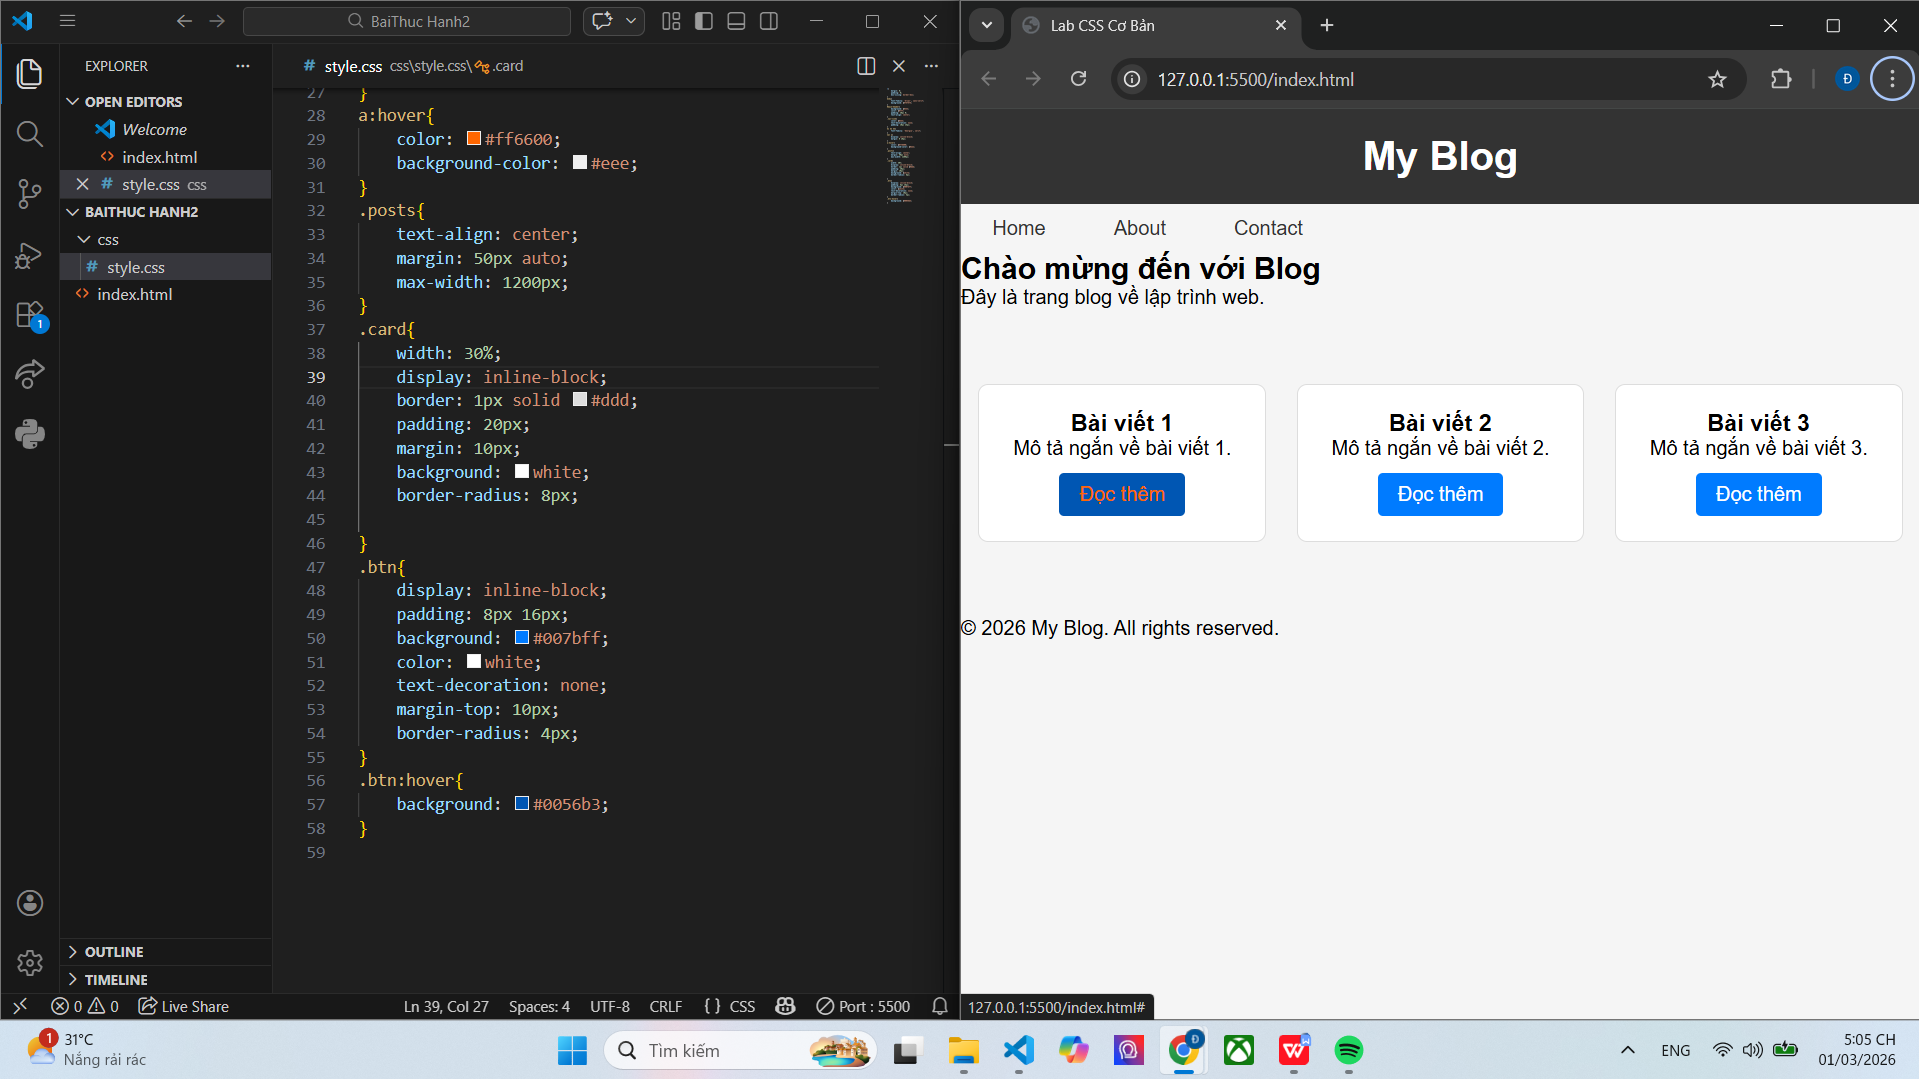 BaiThuc Hanh2
EXPLORER
OPEN EDITORS
Welcome
index.html
style.css css
BAITHUC HANH2
css
style.css
index.html
1
OUTLINE
TIMELINE
style.css css\style.css\ .card
27 }
28 a:hover{
29 color: #ff6600;
30 background-color: #eee;
31 }
32 .posts{
33 text-align: center;
34 margin: 50px auto;
35 max-width: 1200px;
36 }
37 .card{
38 width: 30%;
39 display: inline-block;
40 border: 1px solid #ddd;
41 padding: 20px;
42 margin: 10px;
43 background: white;
44 border-radius: 8px;
45
46 }
47 .btn{
48 display: inline-block;
49 padding: 8px 16px;
50 background: #007bff;
51 color: white;
52 text-decoration: none;
53 margin-top: 10px;
54 border-radius: 4px;
55 }
56 .btn:hover{
57 background: #0056b3;
58 }
59
0 0 Live Share Ln 39, Col 27 Spaces: 4 UTF-8 CRLF {} CSS Port : 5500
Lab CSS Cơ Bản
127.0.0.1:5500/index.html
Đ
My Blog
Home About Contact
Chào mừng đến với Blog
Đây là trang blog về lập trình web.
Bài viết 1
Mô tả ngắn về bài viết 1.
Đọc thêm
Bài viết 2
Mô tả ngắn về bài viết 2.
Đọc thêm
Bài viết 3
Mô tả ngắn về bài viết 3.
Đọc thêm
© 2026 My Blog. All rights reserved.
127.0.0.1:5500/index.html#
1
31°C
Nắng rải rác
Tìm kiếm
Đ
ENG
5:05 CH
01/03/2026